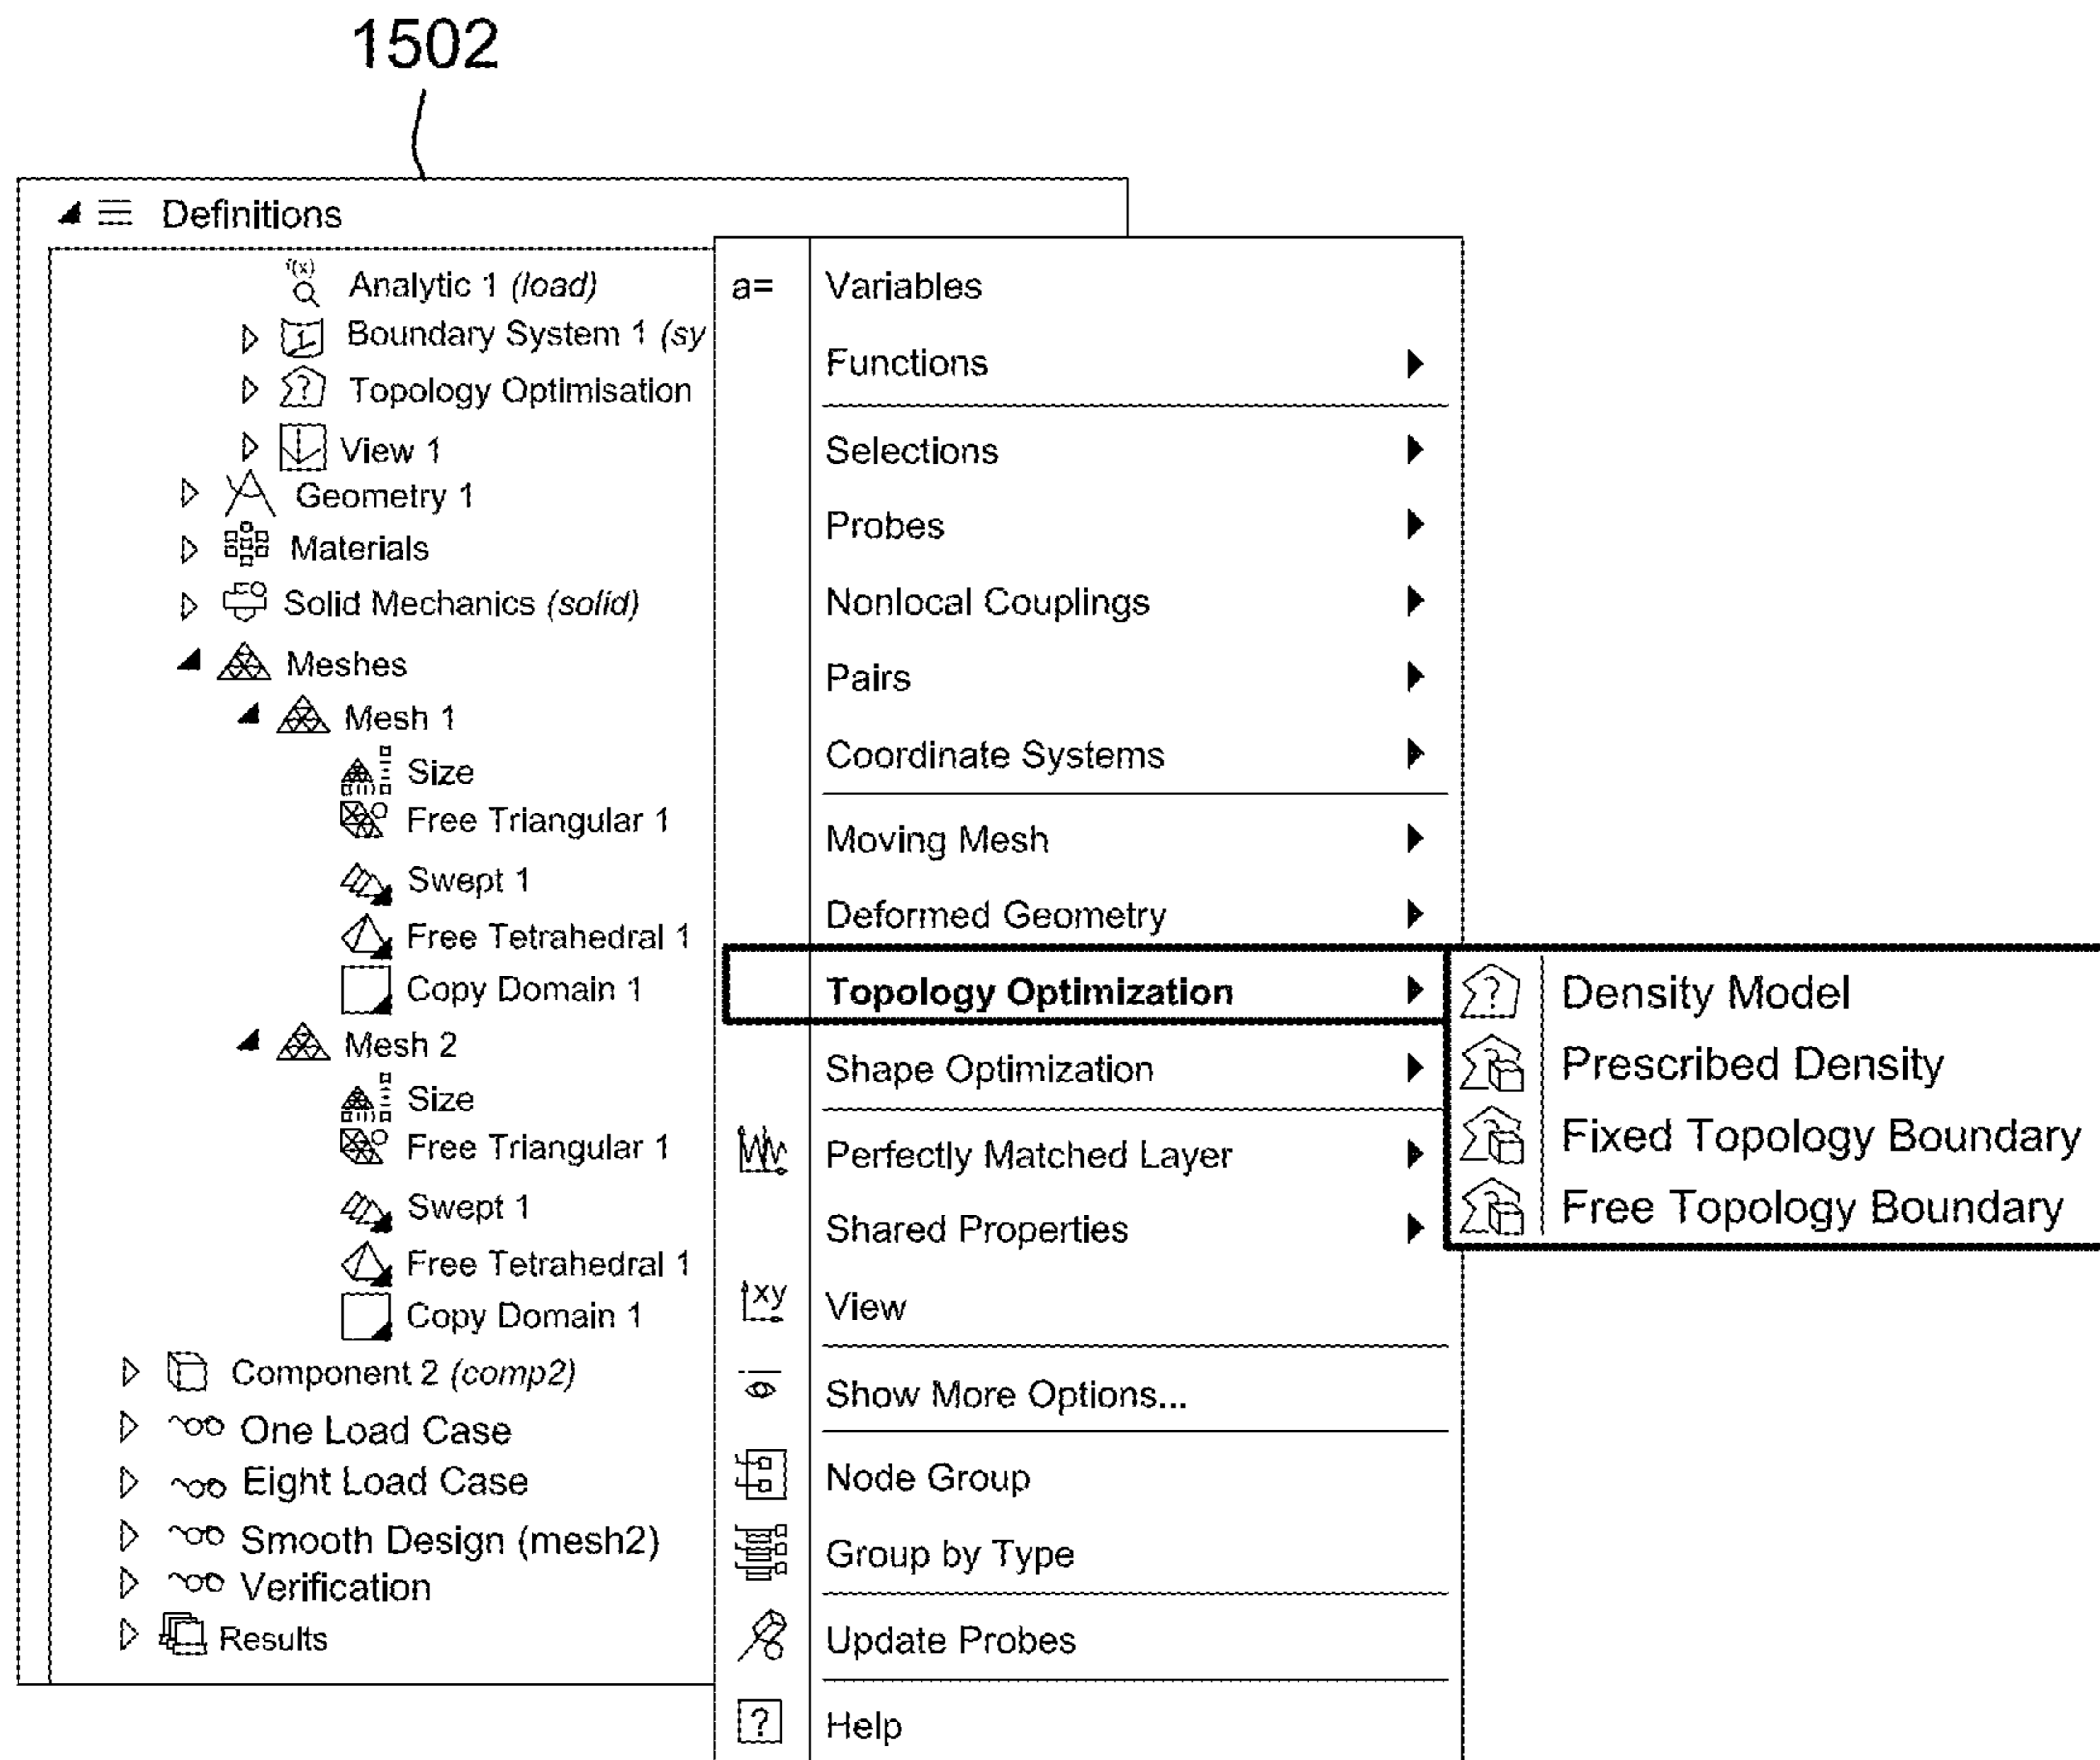 1502
Definitions
f(x)
Analytic 1 (load)
Boundary System 1 (sy
Topology Optimisation
View 1
Geometry 1
Materials
Solid Mechanics (solid)
Meshes
Mesh 1
Size
Free Triangular 1
Swept 1
Free Tetrahedral 1
Copy Domain 1
Mesh 2
Size
Free Triangular 1
Swept 1
Free Tetrahedral 1
Copy Domain 1
Component 2 (comp2)
One Load Case
Eight Load Case
Smooth Design (mesh2)
Verification
Results
a= Variables
Functions
Selections
Probes
Nonlocal Couplings
Pairs
Coordinate Systems
Moving Mesh
Deformed Geometry
Topology Optimization
Shape Optimization
Perfectly Matched Layer
Shared Properties
xy View
Show More Options...
Node Group
Group by Type
Update Probes
? Help
? Density Model
Prescribed Density
Fixed Topology Boundary
Free Topology Boundary